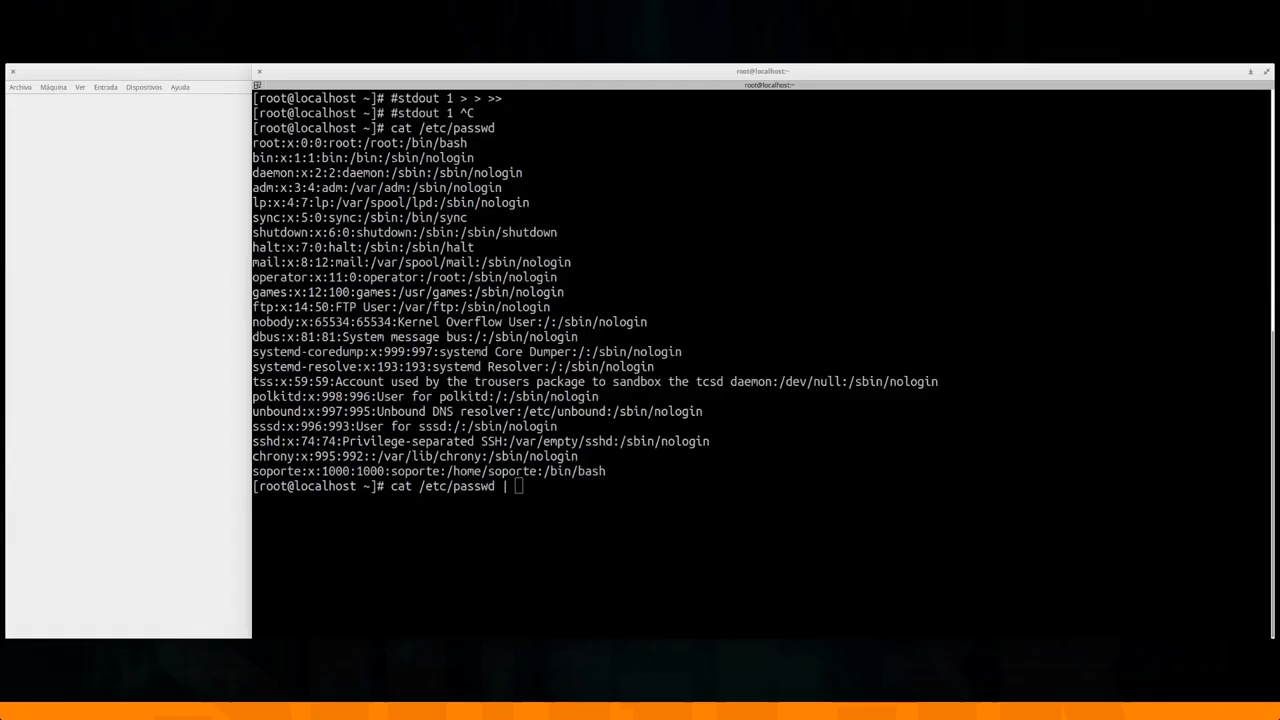 root@localhost:~
Archivo Máquina Ver Entrada Dispositivos Ayuda
root@localhost:~
[root@localhost ~]# #stdout 1 > > >>
[root@localhost ~]# #stdout 1 ^C
[root@localhost ~]# cat /etc/passwd
root:x:0:0:root:/root:/bin/bash
bin:x:1:1:bin:/bin:/sbin/nologin
daemon:x:2:2:daemon:/sbin:/sbin/nologin
adm:x:3:4:adm:/var/adm:/sbin/nologin
lp:x:4:7:lp:/var/spool/lpd:/sbin/nologin
sync:x:5:0:sync:/sbin:/bin/sync
shutdown:x:6:0:shutdown:/sbin:/sbin/shutdown
halt:x:7:0:halt:/sbin:/sbin/halt
mail:x:8:12:mail:/var/spool/mail:/sbin/nologin
operator:x:11:0:operator:/root:/sbin/nologin
games:x:12:100:games:/usr/games:/sbin/nologin
ftp:x:14:50:FTP User:/var/ftp:/sbin/nologin
nobody:x:65534:65534:Kernel Overflow User:/:/sbin/nologin
dbus:x:81:81:System message bus:/:/sbin/nologin
systemd-coredump:x:999:997:systemd Core Dumper:/:/sbin/nologin
systemd-resolve:x:193:193:systemd Resolver:/:/sbin/nologin
tss:x:59:59:Account used by the trousers package to sandbox the tcsd daemon:/dev/null:/sbin/nologin
polkitd:x:998:996:User for polkitd:/:/sbin/nologin
unbound:x:997:995:Unbound DNS resolver:/etc/unbound:/sbin/nologin
sssd:x:996:993:User for sssd:/:/sbin/nologin
sshd:x:74:74:Privilege-separated SSH:/var/empty/sshd:/sbin/nologin
chrony:x:995:992::/var/lib/chrony:/sbin/nologin
soporte:x:1000:1000:soporte:/home/soporte:/bin/bash
[root@localhost ~]# cat /etc/passwd |